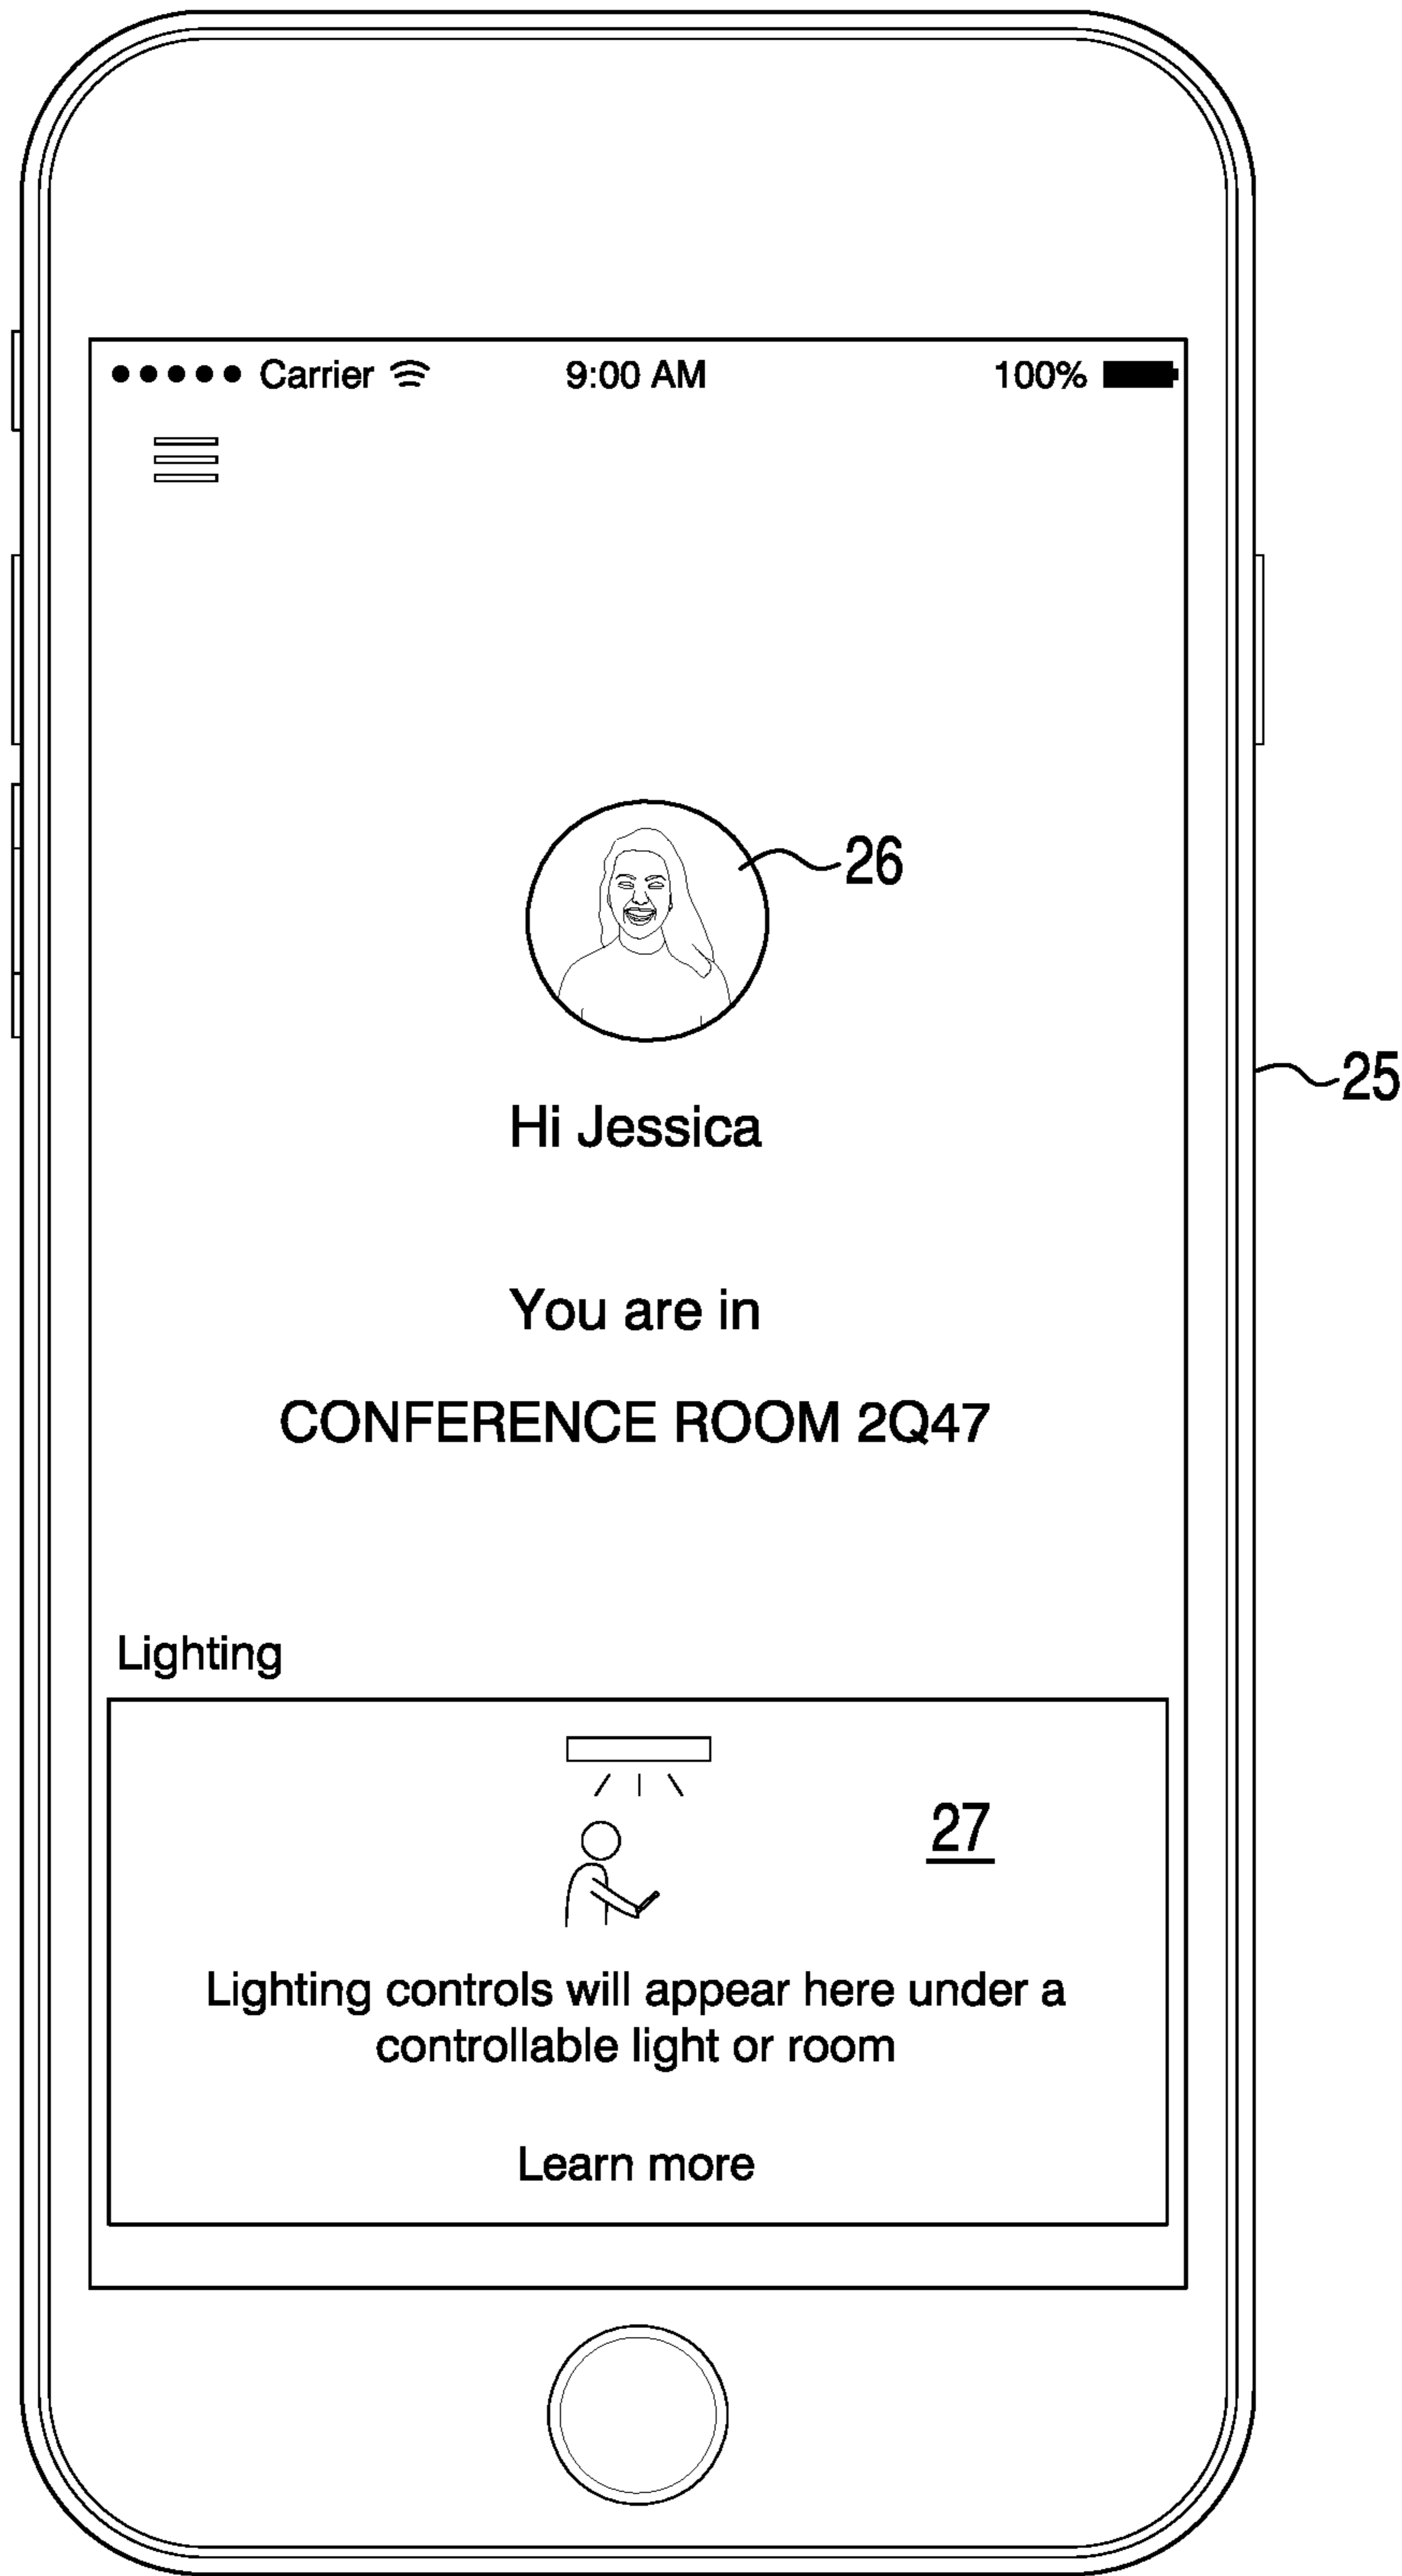 Carrier 9:00 AM 100%
26
25
Hi Jessica
You are in
CONFERENCE ROOM 2Q47
Lighting
27
Lighting controls will appear here under a
controllable light or room
Learn more